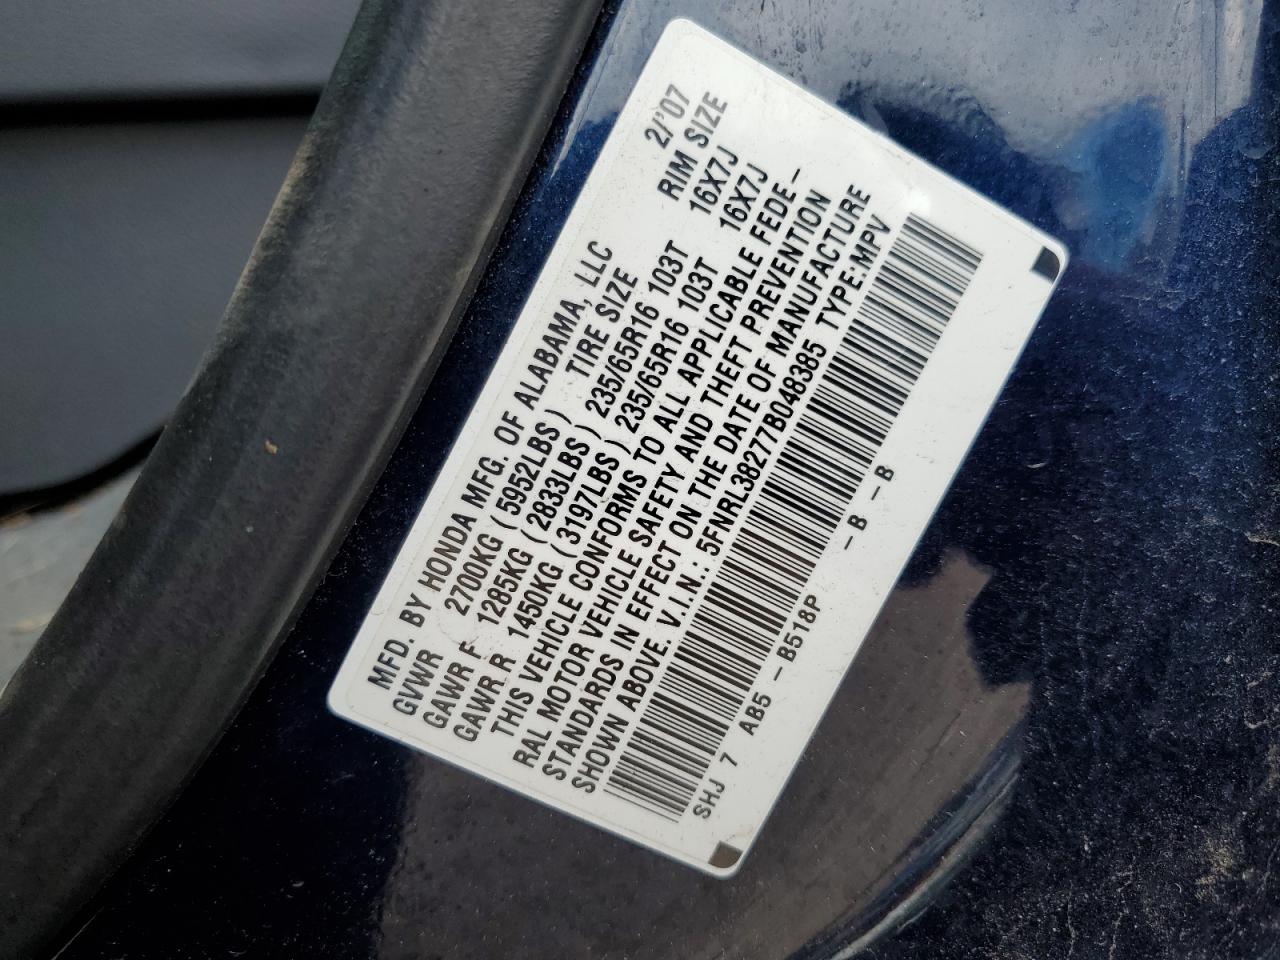 MFD. BY HONDA MFG. OF ALABAMA, LLC 2/'07
GVWR 2700KG ( 5952LBS ) TIRE SIZE RIM SIZE
GAWR F 1285KG ( 2833LBS ) 235/65R16 103T 16X7J
GAWR R 1450KG ( 3197LBS ) 235/65R16 103T 16X7J
THIS VEHICLE CONFORMS TO ALL APPLICABLE FEDE-
RAL MOTOR VEHICLE SAFETY AND THEFT PREVENTION
STANDARDS IN EFFECT ON THE DATE OF MANUFACTURE
SHOWN ABOVE. V.I.N : 5FNRL38277B048385 TYPE:MPV
SHJ 7 AB5 -B518P -B -B